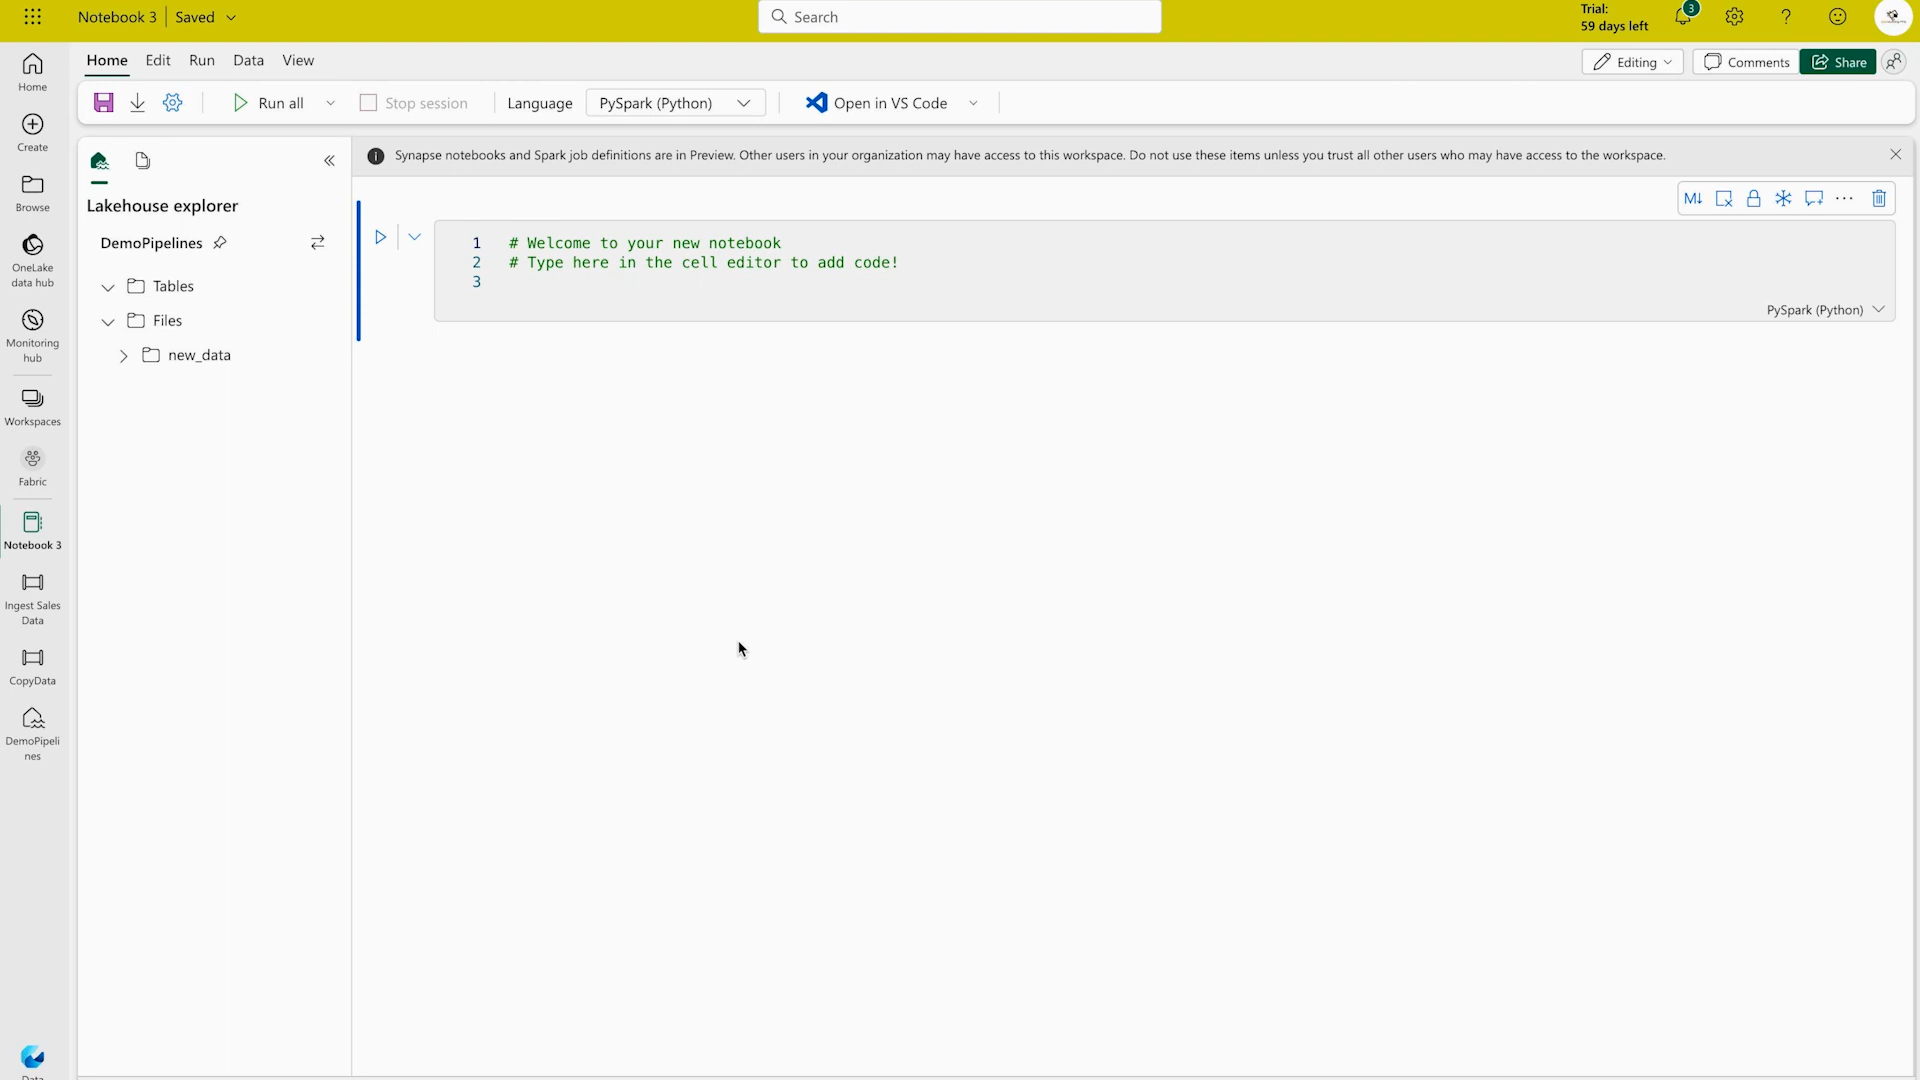 Notebook 3 Saved
Search
Trial:
59 days left
3
Home Edit Run Data View
Editing Comments Share
Run all Stop session Language PySpark (Python) Open in VS Code
Home
Create
Browse
OneLake
data hub
Monitoring
hub
Workspaces
Fabric
Notebook 3
Ingest Sales
Data
CopyData
DemoPipeli
nes
Lakehouse explorer
DemoPipelines
Tables
Files
new_data
Synapse notebooks and Spark job definitions are in Preview. Other users in your organization may have access to this workspace. Do not use these items unless you trust all other users who may have access to the workspace.
M↓
1 # Welcome to your new notebook
2 # Type here in the cell editor to add code!
3
PySpark (Python)